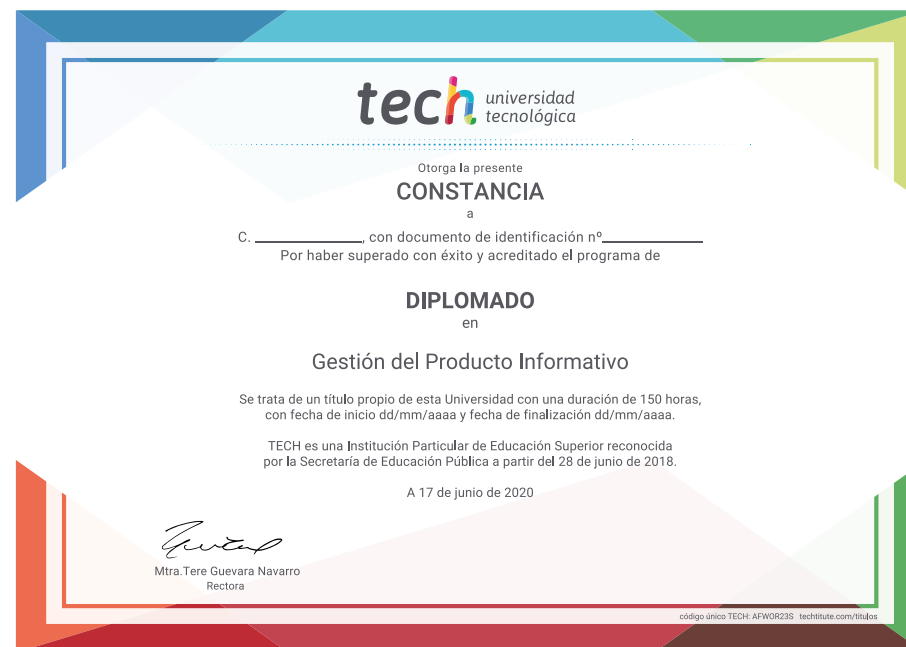 tech universidad
tecnológica
Otorga la presente
CONSTANCIA
a
C. ____________, con documento de identificación nº____________
Por haber superado con éxito y acreditado el programa de
DIPLOMADO
en
Gestión del Producto Informativo
Se trata de un título propio de esta Universidad con una duración de 150 horas,
con fecha de inicio dd/mm/aaaa y fecha de finalización dd/mm/aaaa.
TECH es una Institución Particular de Educación Superior reconocida
por la Secretaría de Educación Pública a partir del 28 de junio de 2018.
A 17 de junio de 2020
Mtra.Tere Guevara Navarro
Rectora
código único TECH: AFWOR23S techtitute.com/titulos